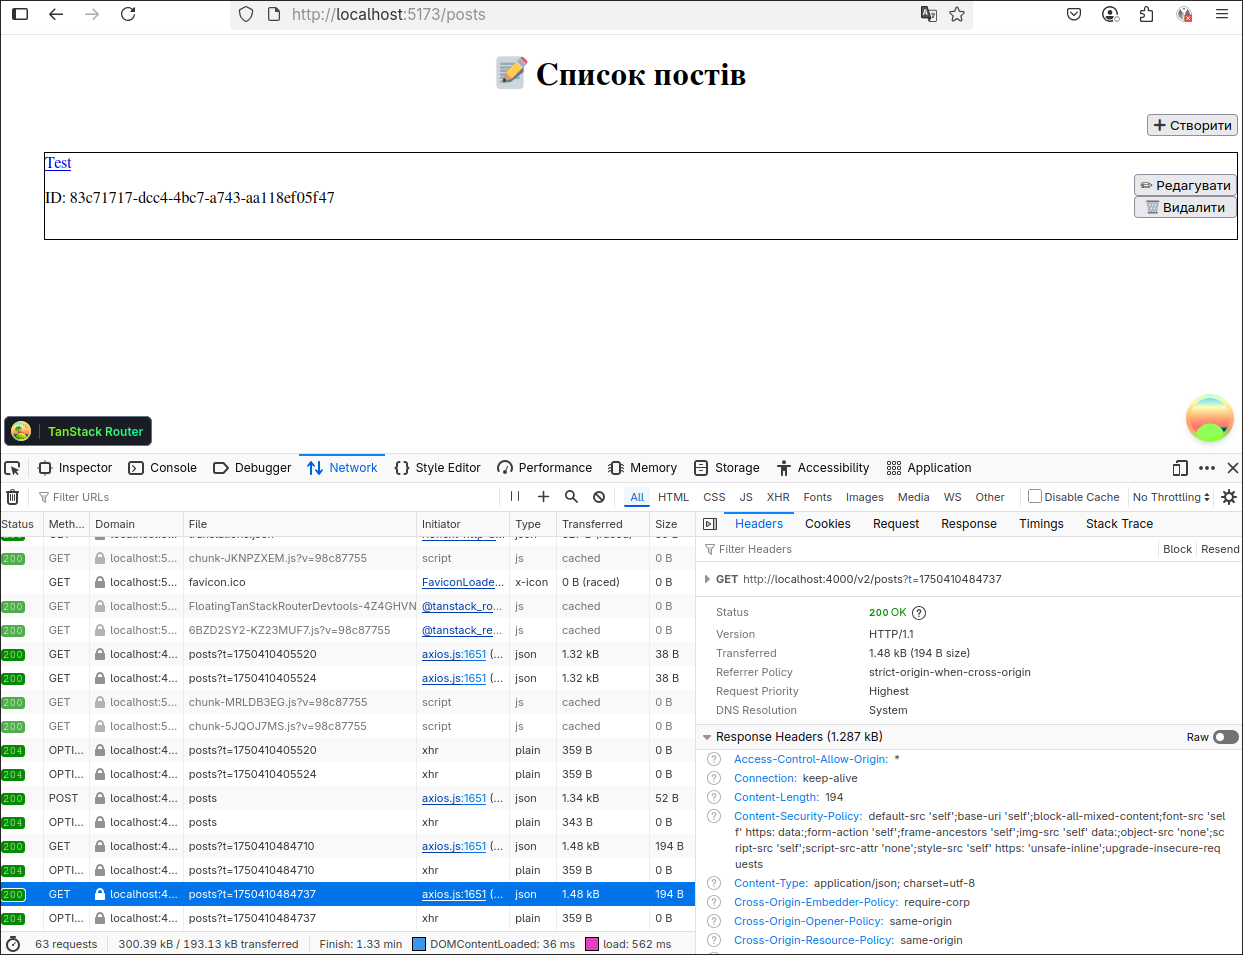 http://localhost:5173/posts
Список постів
Створити
Test
ID: 83c71717-dcc4-4bc7-a743-aa118ef05f47
Редагувати
Видалити
TanStack Router
Inspector Console Debugger Network Style Editor Performance Memory Storage Accessibility Application
Filter URLs All HTML CSS JS XHR Fonts Images Media WS Other Disable Cache No Throttling
Status Meth... Domain File Initiator Type Transferred Size
200 GET localhost:5... chunk-JKNPZXEM.js?v=98c87755 script js cached 0 B
GET localhost:5... favicon.ico FaviconLoade... x-icon 0 B (raced) 0 B
200 GET localhost:5... FloatingTanStackRouterDevtools-4Z4GHVN @tanstack_ro... js cached 0 B
200 GET localhost:5... 6BZD2SY2-KZ23MUF7.js?v=98c87755 @tanstack_re... js cached 0 B
200 GET localhost:4... posts?t=1750410405520 axios.js:1651 (... json 1.32 kB 38 B
200 GET localhost:4... posts?t=1750410405524 axios.js:1651 (... json 1.32 kB 38 B
200 GET localhost:5... chunk-MRLDB3EG.js?v=98c87755 script js cached 0 B
200 GET localhost:5... chunk-5JQOJ7MS.js?v=98c87755 script js cached 0 B
204 OPTI... localhost:4... posts?t=1750410405520 xhr plain 359 B 0 B
204 OPTI... localhost:4... posts?t=1750410405524 xhr plain 359 B 0 B
200 POST localhost:4... posts axios.js:1651 (... json 1.34 kB 52 B
204 OPTI... localhost:4... posts xhr plain 343 B 0 B
200 GET localhost:4... posts?t=1750410484710 axios.js:1651 (... json 1.48 kB 194 B
204 OPTI... localhost:4... posts?t=1750410484710 xhr plain 359 B 0 B
200 GET localhost:4... posts?t=1750410484737 axios.js:1651 (... json 1.48 kB 194 B
204 OPTI... localhost:4... posts?t=1750410484737 xhr plain 359 B 0 B
63 requests 300.39 kB / 193.13 kB transferred Finish: 1.33 min DOMContentLoaded: 36 ms load: 562 ms
Headers Cookies Request Response Timings Stack Trace
Filter Headers Block Resend
GET http://localhost:4000/v2/posts?t=1750410484737
Status 200 OK
Version HTTP/1.1
Transferred 1.48 kB (194 B size)
Referrer Policy strict-origin-when-cross-origin
Request Priority Highest
DNS Resolution System
Response Headers (1.287 kB) Raw
Access-Control-Allow-Origin: *
Connection: keep-alive
Content-Length: 194
Content-Security-Policy: default-src 'self';base-uri 'self';block-all-mixed-content;font-src 'sel
f' https: data:;form-action 'self';frame-ancestors 'self';img-src 'self' data:;object-src 'none';sc
ript-src 'self';script-src-attr 'none';style-src 'self' https: 'unsafe-inline';upgrade-insecure-req
uests
Content-Type: application/json; charset=utf-8
Cross-Origin-Embedder-Policy: require-corp
Cross-Origin-Opener-Policy: same-origin
Cross-Origin-Resource-Policy: same-origin